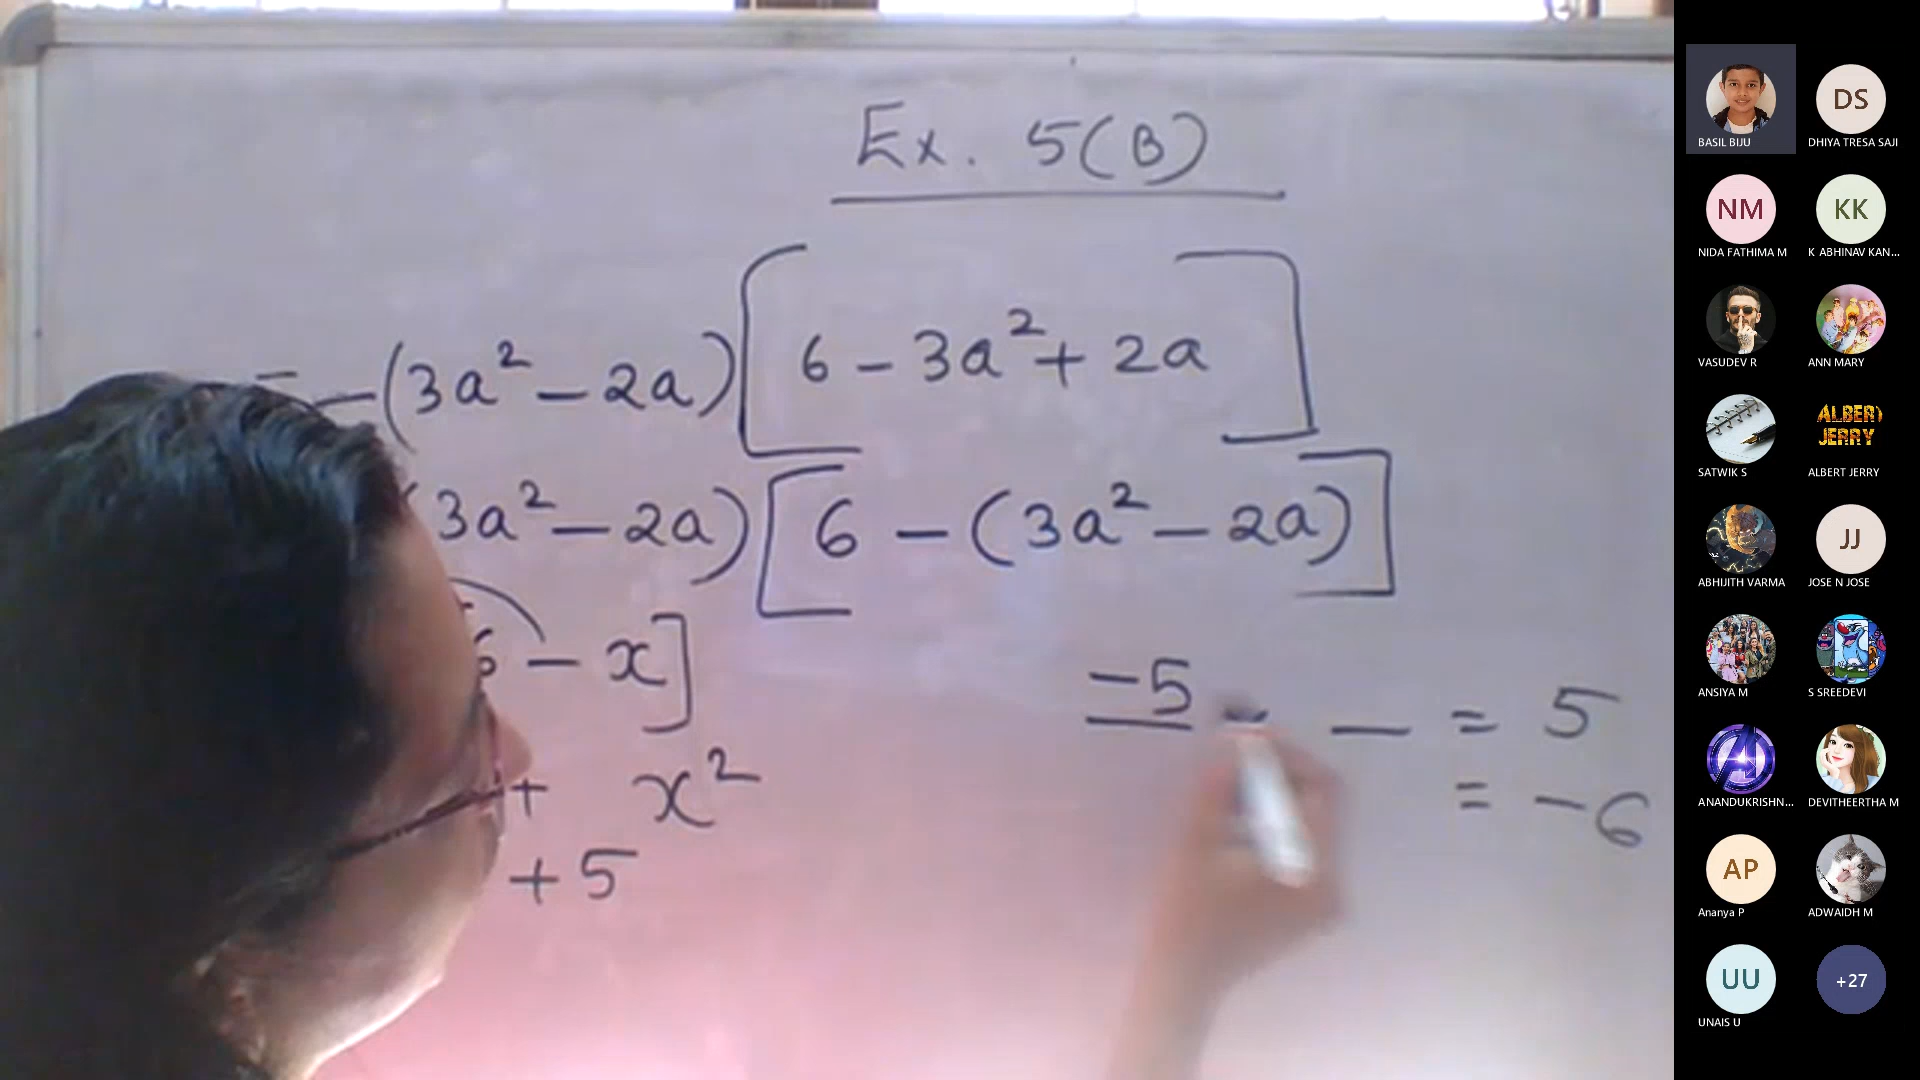 Ex. 5(B)
= -(3a² - 2a) [6 - 3a² + 2a]
(3a² - 2a) [6 - (3a² - 2a)]
6 - x]
+ x²
+ 5
-5 - — = 5
= -6
BASIL BIJU
DS
DHIYA TRESA SAJI
NM
NIDA FATHIMA M
KK
K ABHINAV KAN...
VASUDEV R
ANN MARY
SATWIK S
ALBERT JERRY
ALBERT JERRY
ABHIJITH VARMA
JJ
JOSE N JOSE
ANSIYA M
S SREEDEVI
ANANDUKRISHN...
DEVITHEERTHA M
AP
Ananya P
ADWAIDH M
UU
UNAIS U
+27